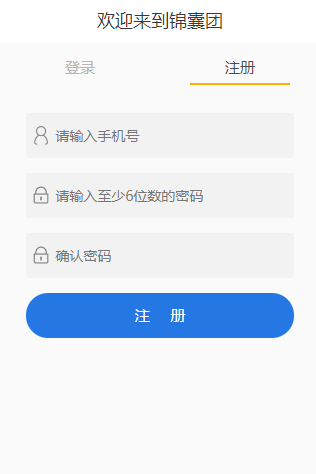 欢迎来到锦囊团
登录 注册
请输入手机号
请输入至少6位数的密码
确认密码
注 册